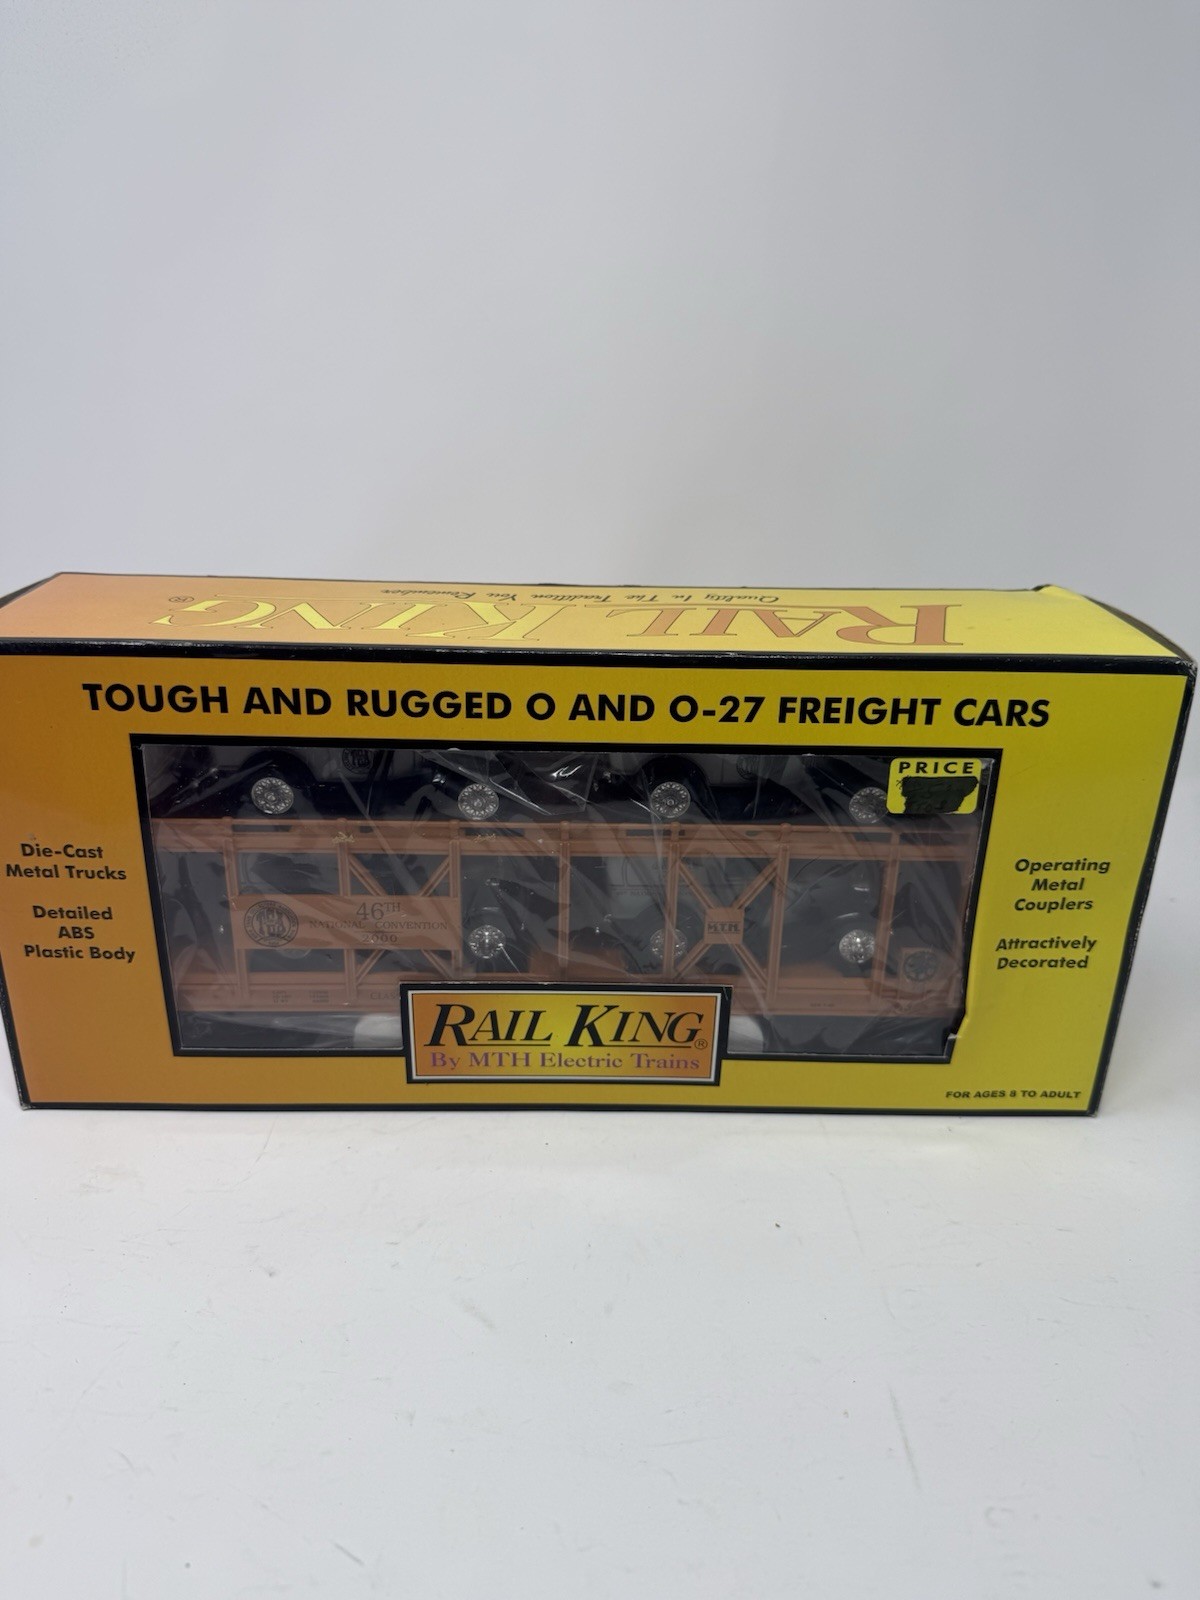 RAIL KING®
Quality In The Tradition You Remember
TOUGH AND RUGGED O AND O-27 FREIGHT CARS
PRICE
Die-Cast
Metal Trucks
Detailed
ABS
Plastic Body
Operating
Metal
Couplers
Attractively
Decorated
46TH
NATIONAL CONVENTION
2000
M.T.H.
RAIL KING®
By MTH Electric Trains
FOR AGES 8 TO ADULT